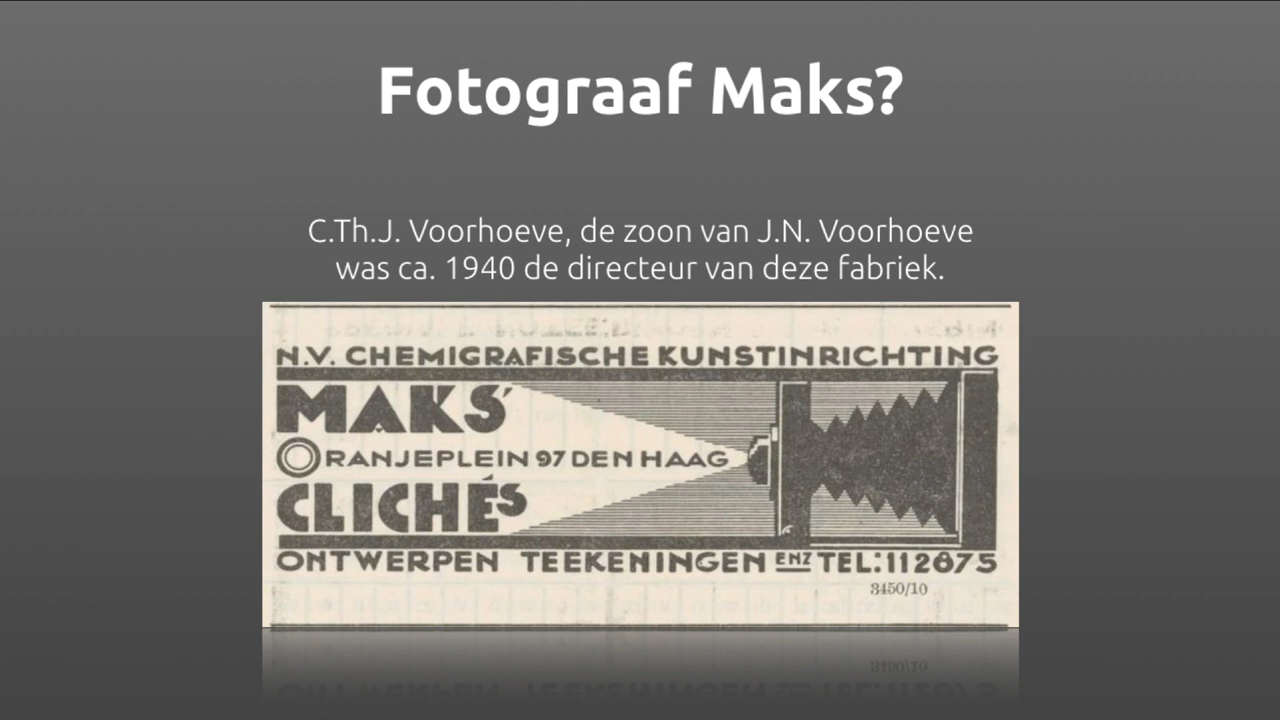 Fotograaf Maks?
C.Th.J. Voorhoeve, de zoon van J.N. Voorhoeve
was ca. 1940 de directeur van deze fabriek.
N.V. CHEMIGRAFISCHE KUNSTINRICHTING
MAKS'
ORANJEPLEIN 97 DEN HAAG
CLICHÉS
ONTWERPEN TEEKENINGEN ENZ TEL: 112875
3450/10